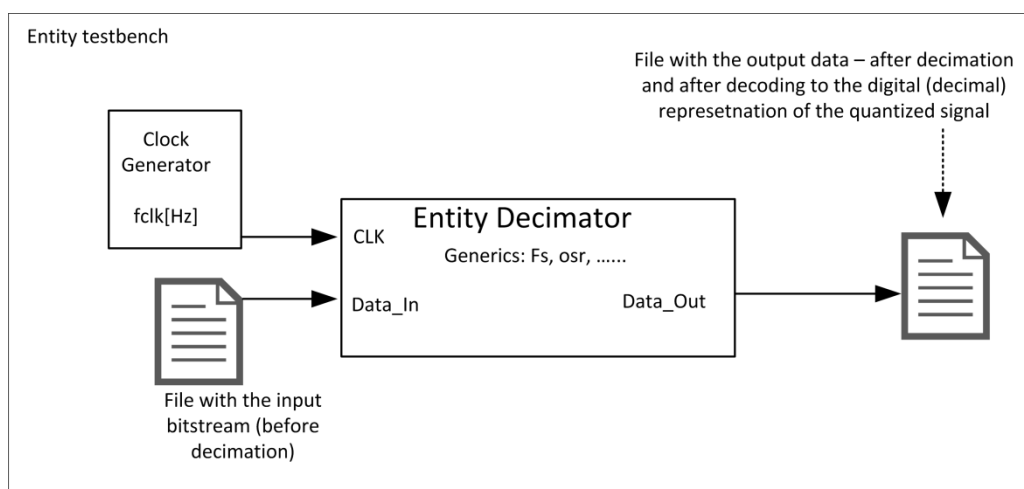 Entity testbench
File with the output data – after decimation
and after decoding to the digital (decimal)
represetnation of the quantized signal
Clock
Generator
fclk[Hz]
Entity Decimator
CLK
Generics: Fs, osr, …...
Data_In
Data_Out
File with the input
bitstream (before
decimation)